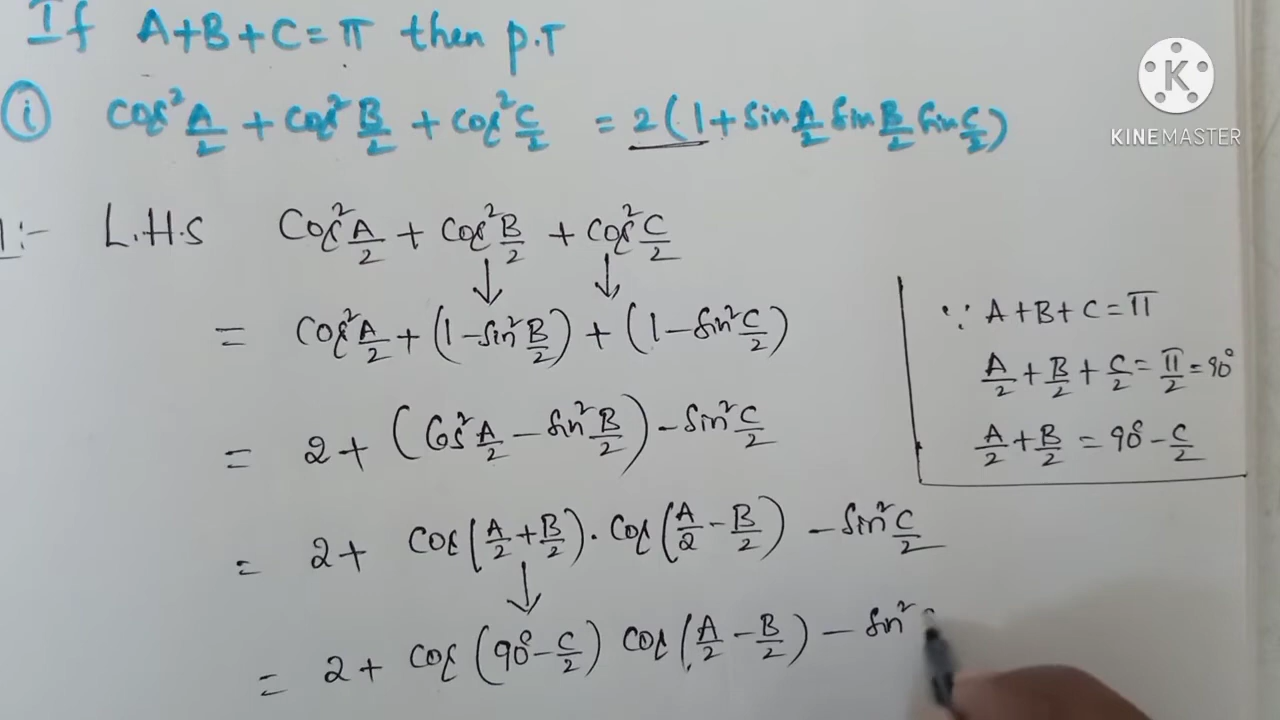 If A+B+C=π then p.T
(i) cos²A/2 + cos²B/2 + cos²C/2 = 2(1+sinA/2 sinB/2 sinC/2)
KINEMASTER
:- L.H.S cos²A/2 + cos²B/2 + cos²C/2
= cos²A/2 + (1-sin²B/2) + (1-sin²C/2)
∵ A+B+C=π
A/2 + B/2 + C/2 = π/2 = 90°
A/2 + B/2 = 90° - C/2
= 2 + (cos²A/2 - sin²B/2) - sin²C/2
= 2 + cos(A/2 + B/2) . cos(A/2 - B/2) - sin²C/2
= 2 + cos(90° - C/2) cos(A/2 - B/2) - sin²